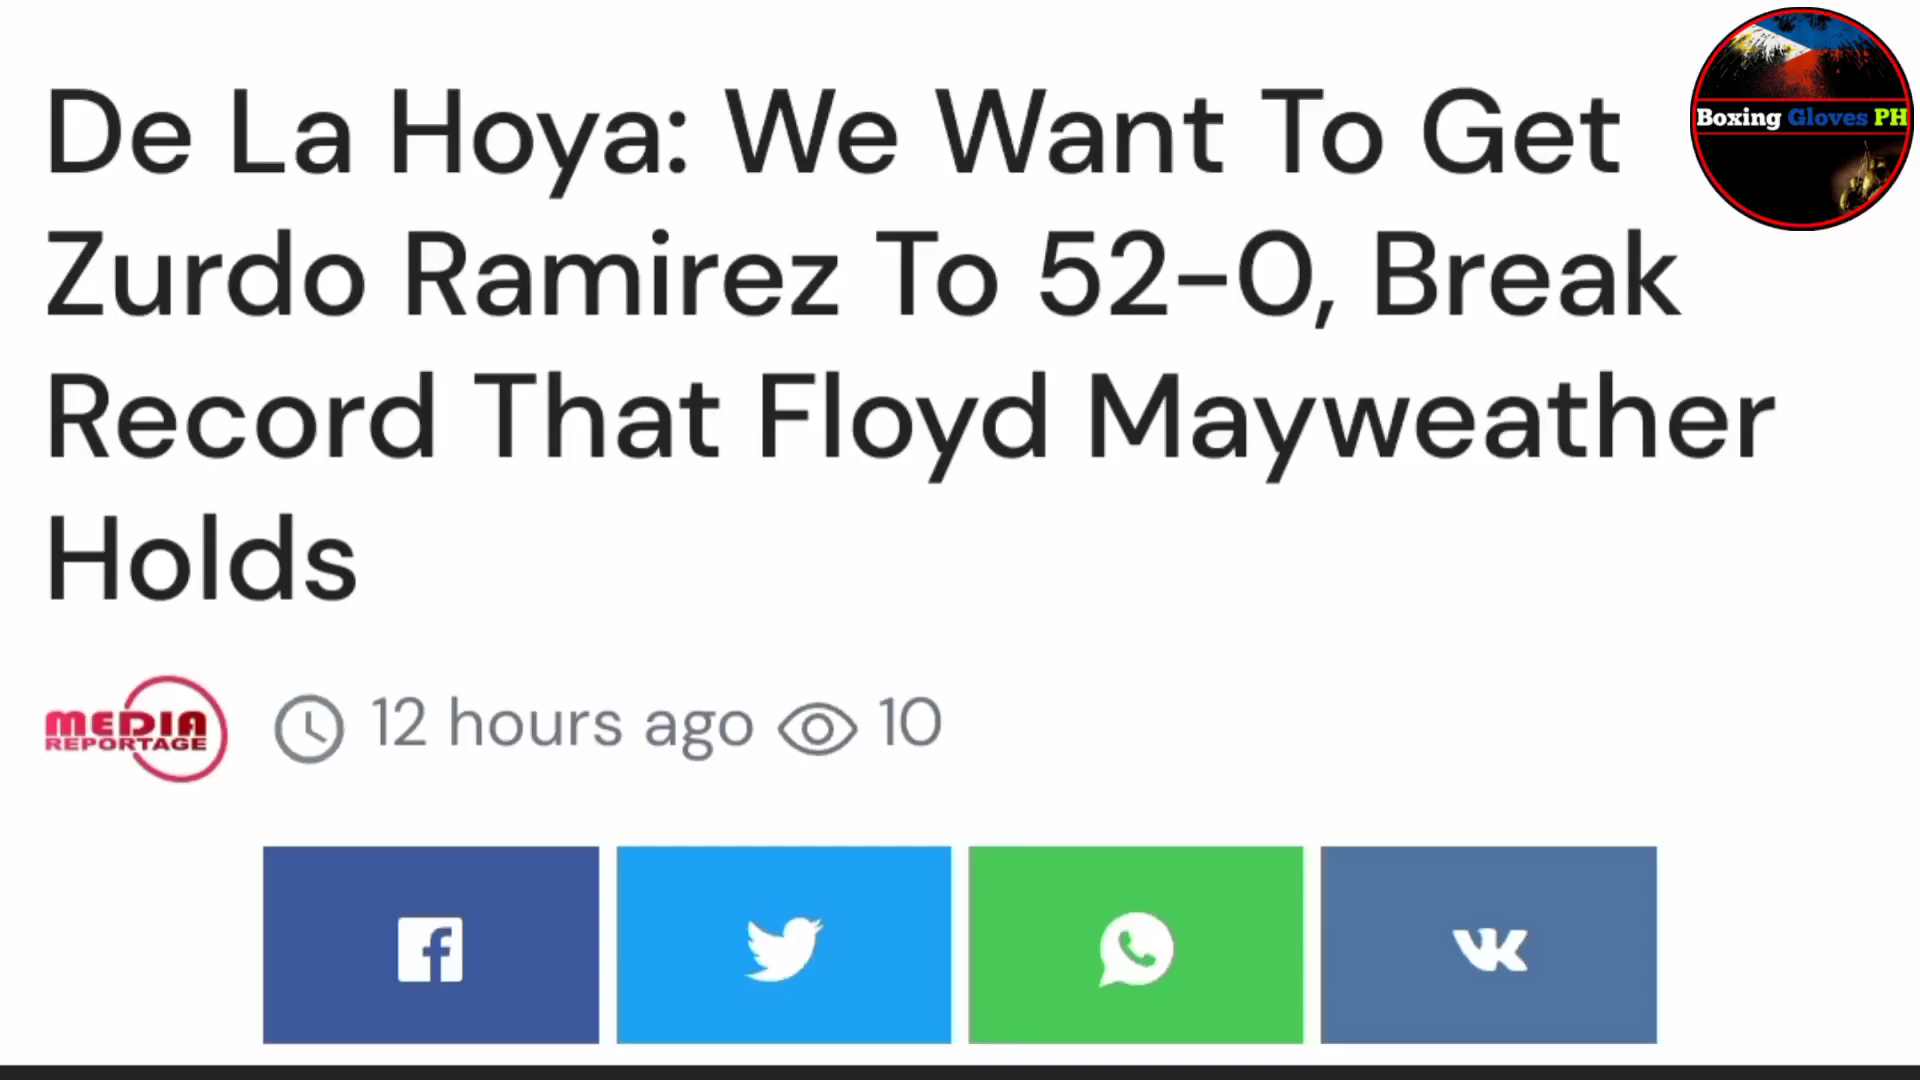 De La Hoya: We Want To Get
Zurdo Ramirez To 52-0, Break
Record That Floyd Mayweather
Holds
Boxing Gloves PH
MEDIA
REPORTAGE
12 hours ago 10